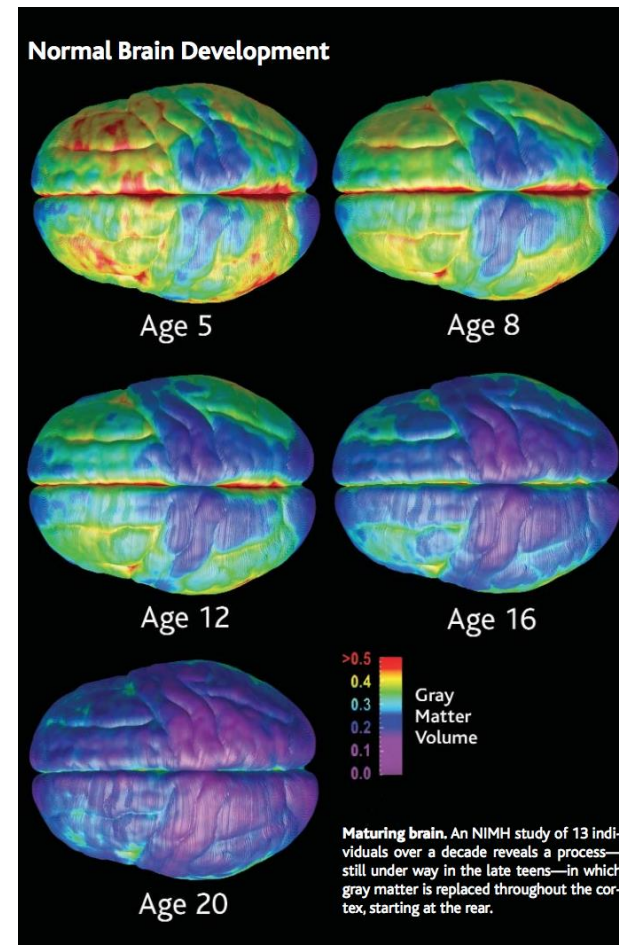 Normal Brain Development
Age 5
Age 8
Age 12
Age 16
>0.5
0.4
0.3
0.2
0.1
0.0
Gray
Matter
Volume
Age 20
Maturing brain. An NIMH study of 13 indi-
viduals over a decade reveals a process—
still under way in the late teens—in which
gray matter is replaced throughout the cor-
tex, starting at the rear.